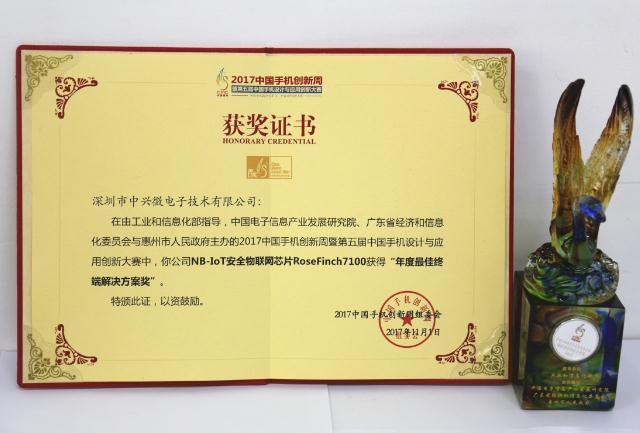 2017中国手机创新周
暨第五届中国手机设计与应用创新大赛
获奖证书
HONORARY CREDENTIAL
深圳市中兴微电子技术有限公司：
在由工业和信息化部指导，中国电子信息产业发展研究院、广东省经济和信息
化委员会与惠州市人民政府主办的2017中国手机创新周暨第五届中国手机设计与应
用创新大赛中，你公司NB-IoT安全物联网芯片RoseFinch7100获得“年度最佳终
端解决方案奖”。
特颁此证，以资鼓励。
2017中国手机创新周组委会
2017年11月1日